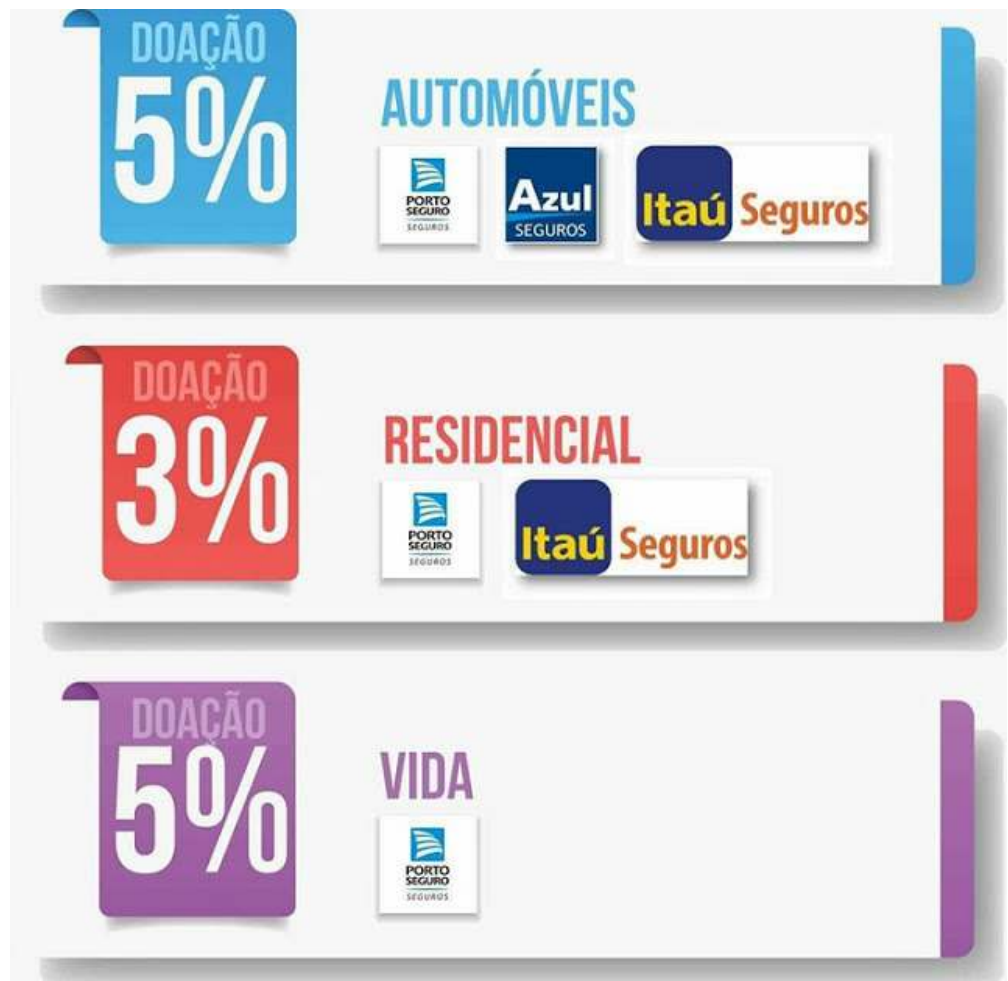 DOAÇÃO
5%
AUTOMÓVEIS
PORTO
SEGURO
SEGUROS
Azul
SEGUROS
Itaú Seguros
DOAÇÃO
3%
RESIDENCIAL
PORTO
SEGURO
SEGUROS
Itaú Seguros
DOAÇÃO
5%
VIDA
PORTO
SEGURO
SEGUROS